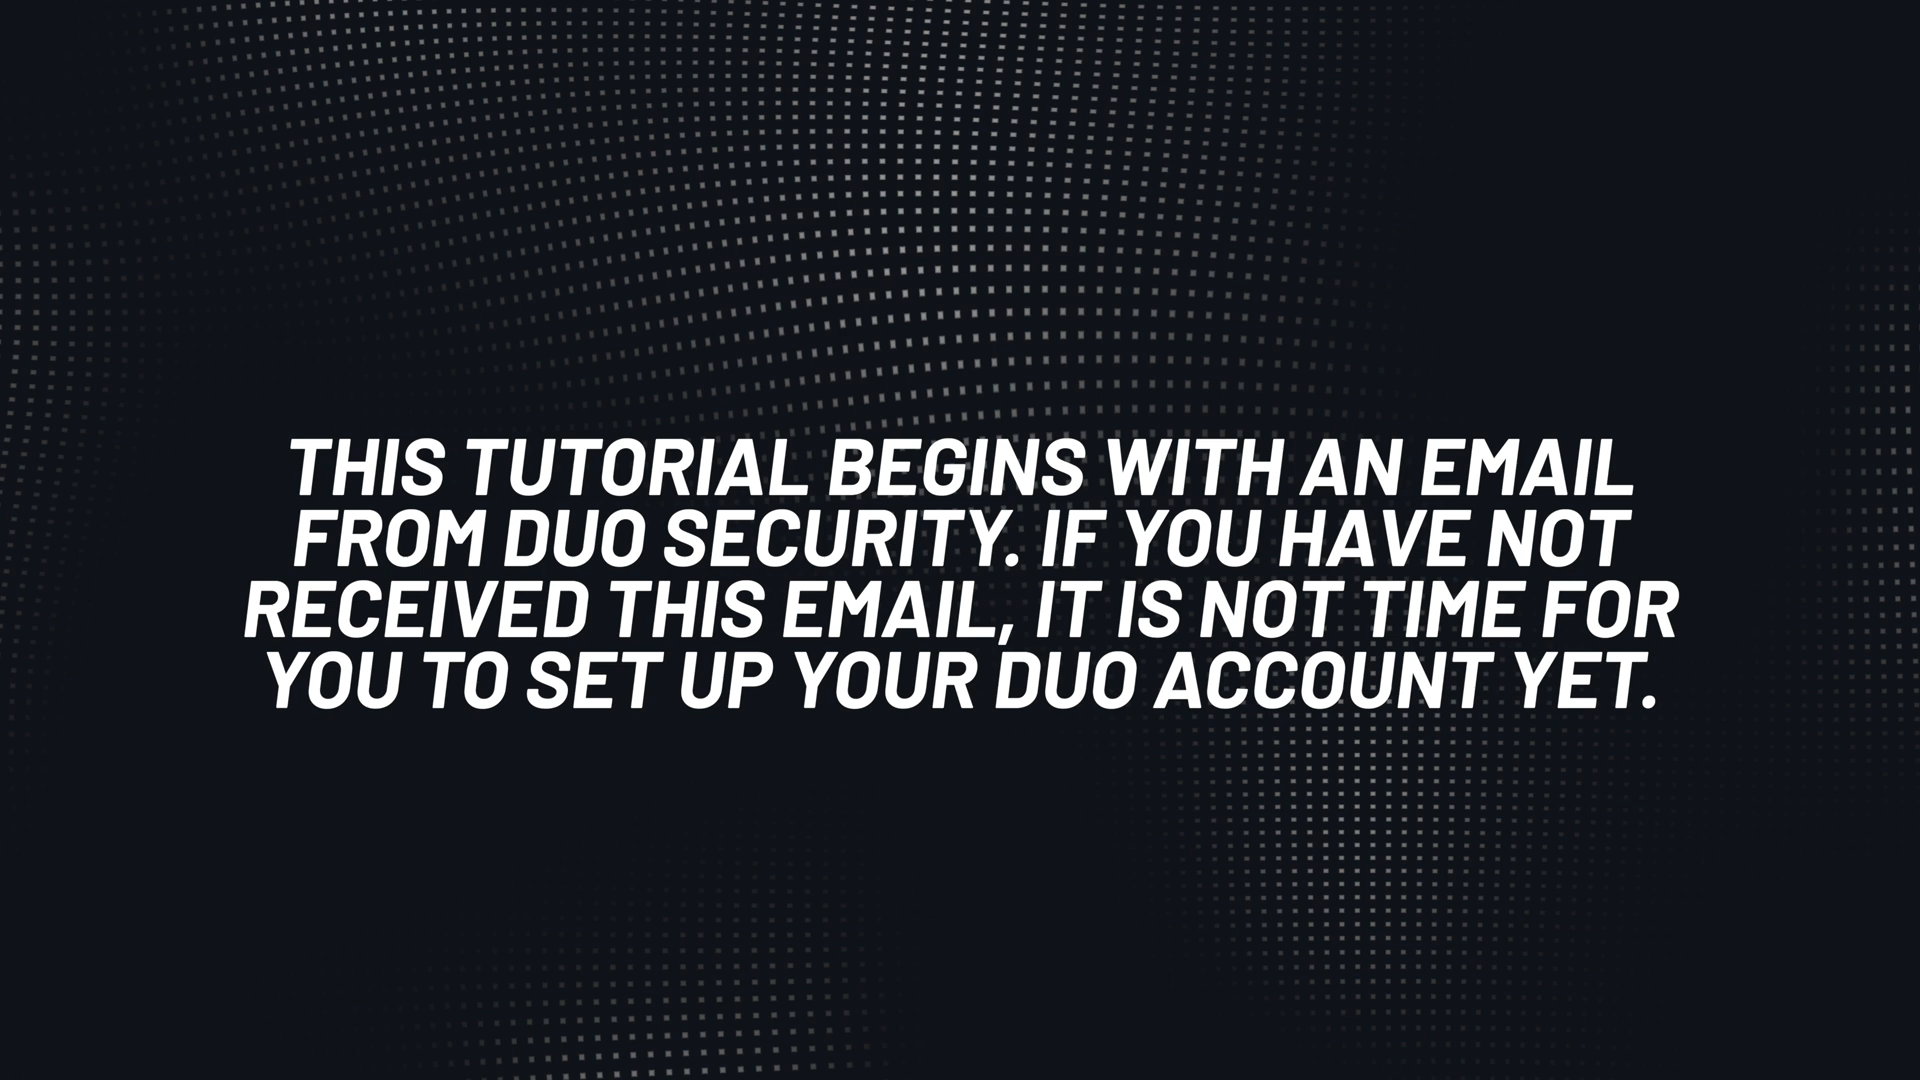 THIS TUTORIAL BEGINS WITH AN EMAIL
FROM DUO SECURITY. IF YOU HAVE NOT
RECEIVED THIS EMAIL, IT IS NOT TIME FOR
YOU TO SET UP YOUR DUO ACCOUNT YET.